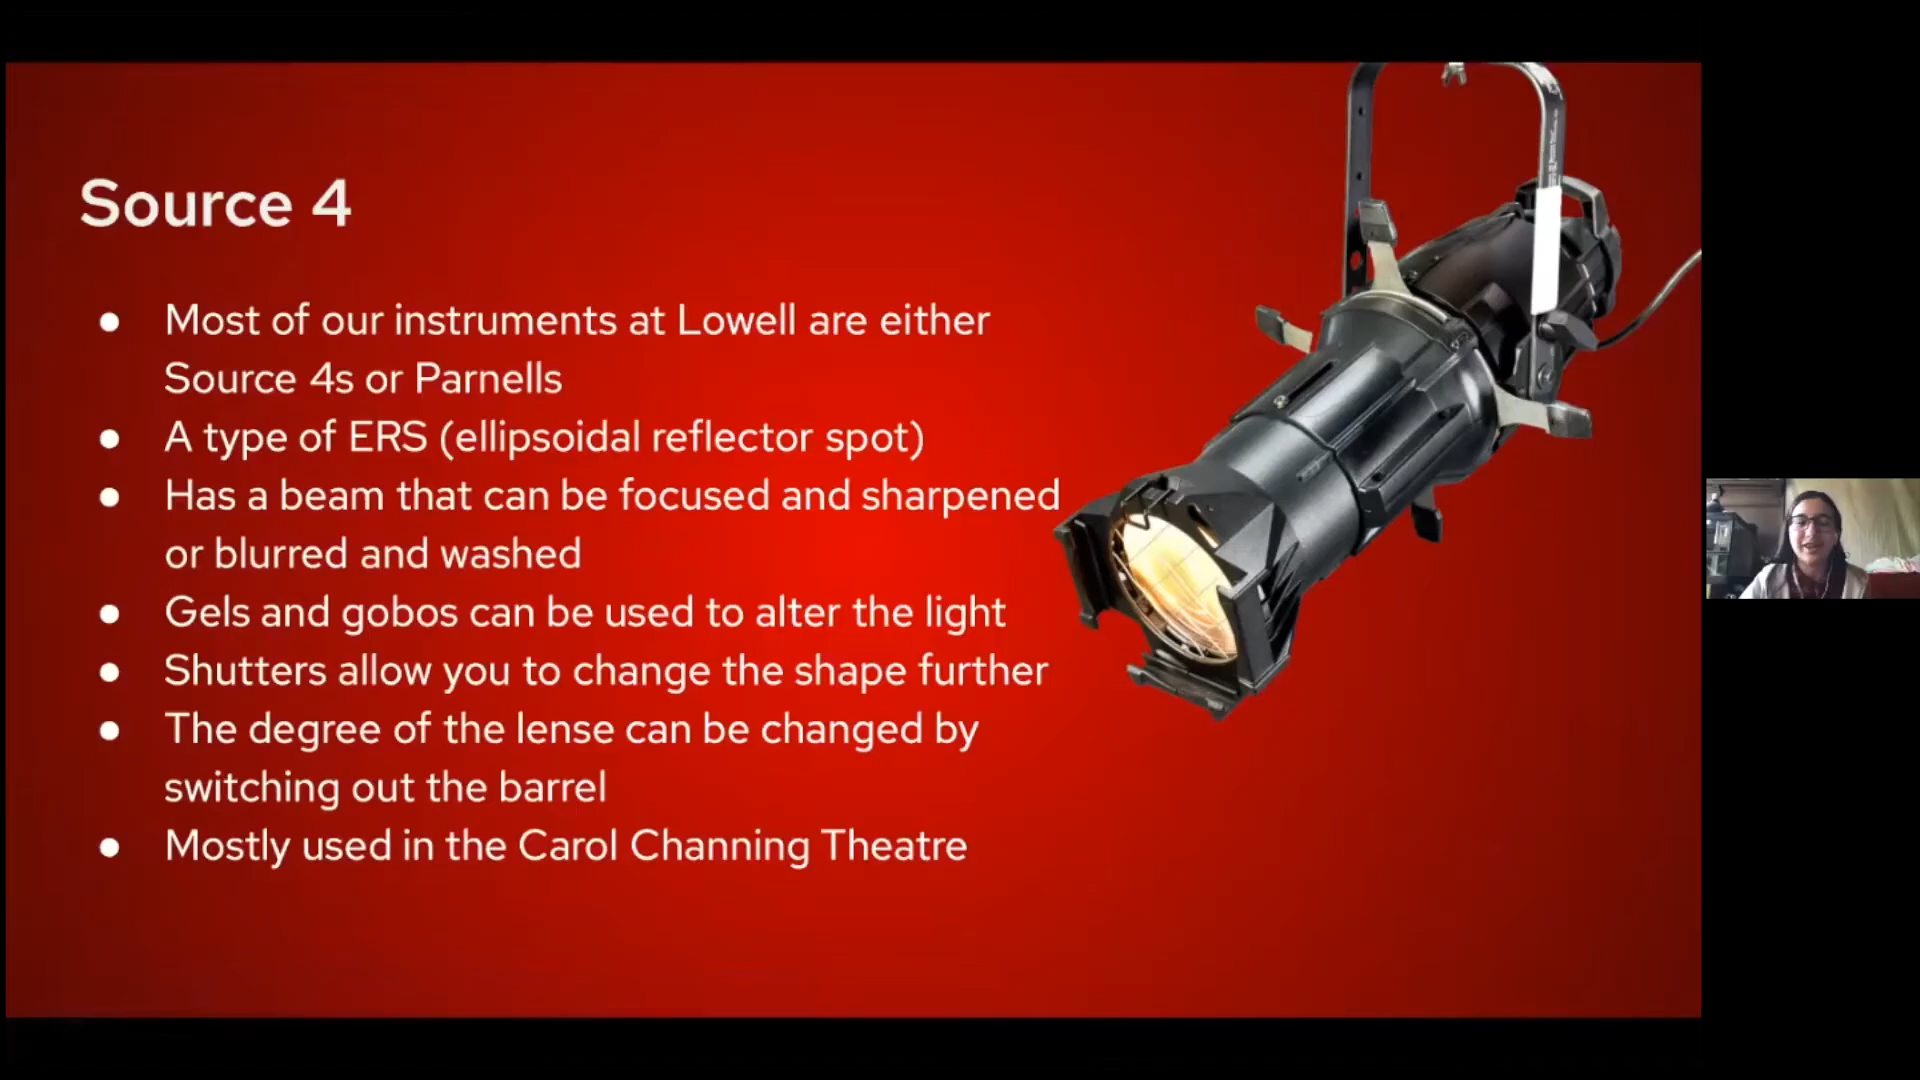 Source 4
● Most of our instruments at Lowell are either
Source 4s or Parnells
● A type of ERS (ellipsoidal reflector spot)
● Has a beam that can be focused and sharpened
or blurred and washed
● Gels and gobos can be used to alter the light
● Shutters allow you to change the shape further
● The degree of the lense can be changed by
switching out the barrel
● Mostly used in the Carol Channing Theatre